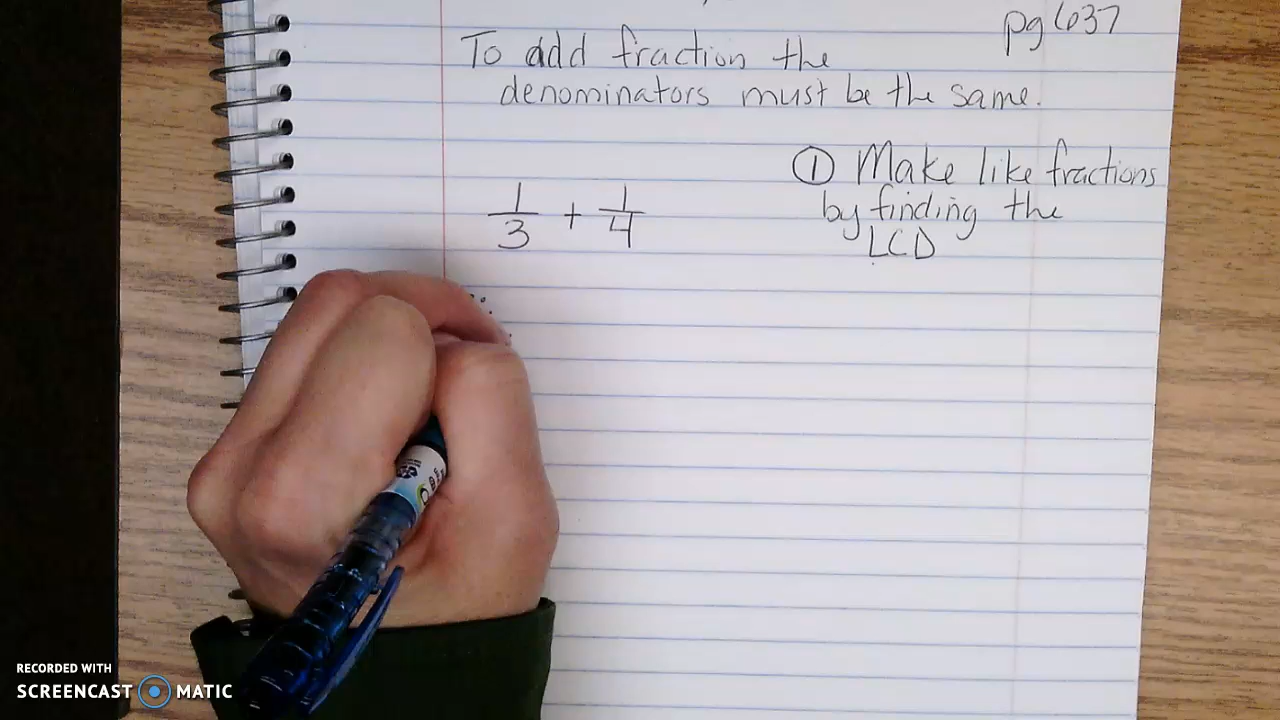 pg 637
To add fraction the
denominators must be the same.
① Make like fractions
by finding the
LCD
1/3 + 1/4
RECORDED WITH
SCREENCAST MATIC